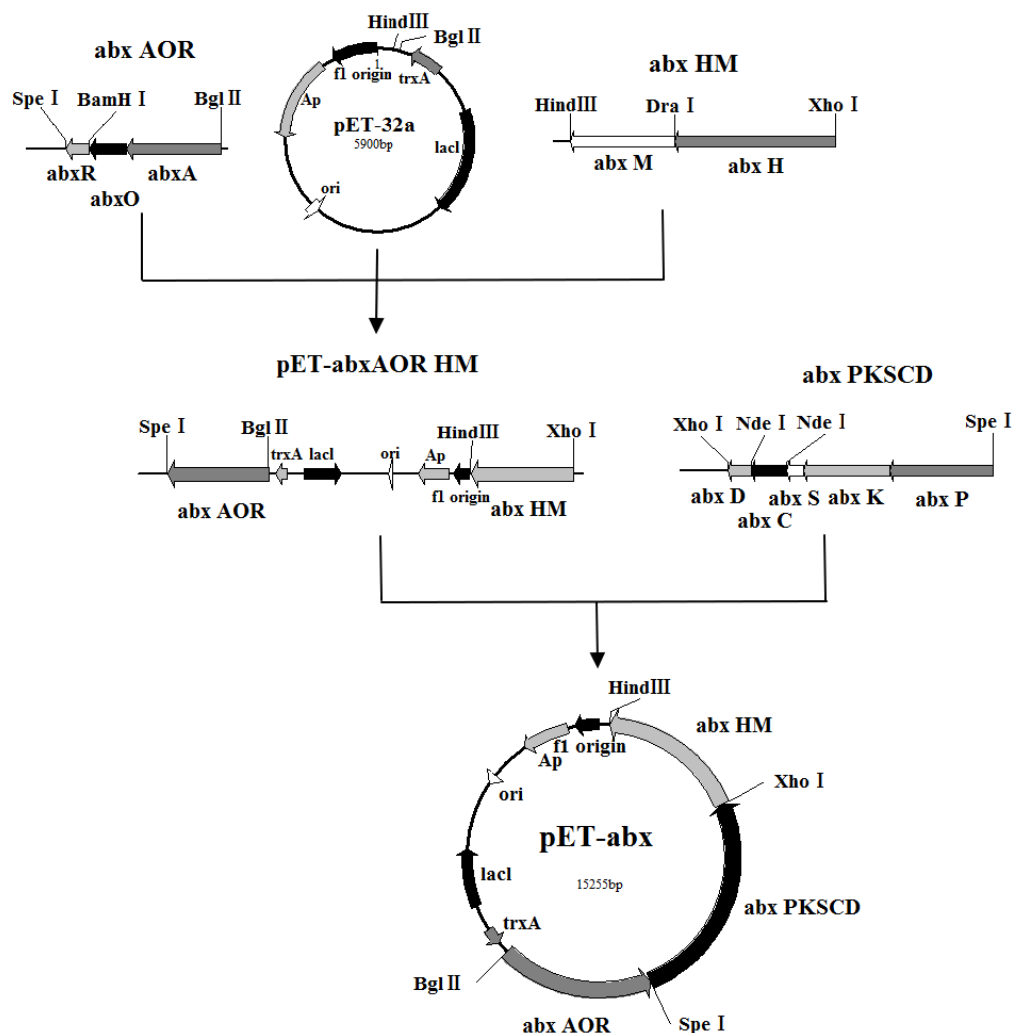 abx AOR
Spe Ⅰ
BamH Ⅰ
Bgl Ⅱ
abxR
abxO
abxA
HindⅢ
Bgl Ⅱ
1
f1 origin
trxA
Ap
pET-32a
5900bp
lacI
ori
abx HM
HindⅢ
Dra Ⅰ
Xho Ⅰ
abx M
abx H
pET-abxAOR HM
Spe Ⅰ
Bgl Ⅱ
trxA
lacI
ori
Ap
HindⅢ
Xho Ⅰ
f1 origin
abx AOR
abx HM
abx PKSCD
Xho Ⅰ
Nde Ⅰ
Nde Ⅰ
Spe Ⅰ
abx D
abx C
abx S
abx K
abx P
HindⅢ
abx HM
f1 origin
Ap
Xho Ⅰ
ori
pET-abx
15255bp
lacI
abx PKSCD
trxA
Bgl Ⅱ
abx AOR
Spe Ⅰ